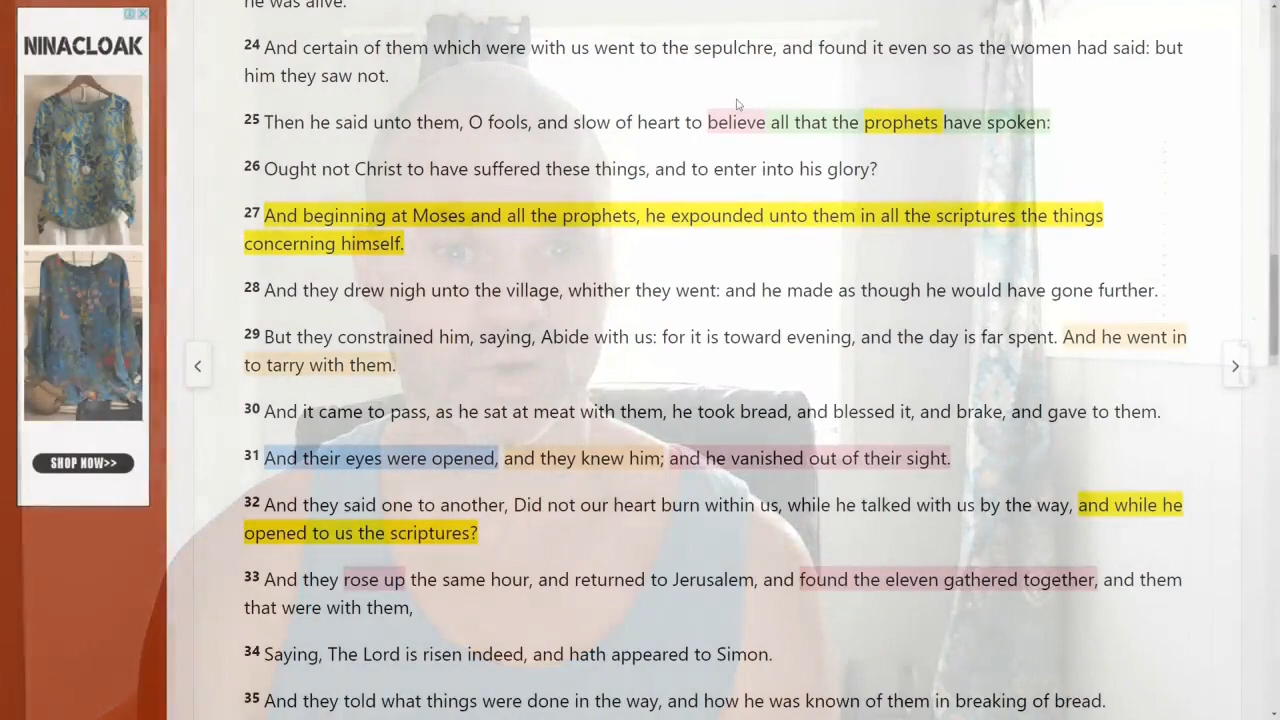 he was alive.
NINACLOAK
24 And certain of them which were with us went to the sepulchre, and found it even so as the women had said: but
him they saw not.
25 Then he said unto them, O fools, and slow of heart to believe all that the prophets have spoken:
26 Ought not Christ to have suffered these things, and to enter into his glory?
27 And beginning at Moses and all the prophets, he expounded unto them in all the scriptures the things
concerning himself.
28 And they drew nigh unto the village, whither they went: and he made as though he would have gone further.
29 But they constrained him, saying, Abide with us: for it is toward evening, and the day is far spent. And he went in
to tarry with them.
30 And it came to pass, as he sat at meat with them, he took bread, and blessed it, and brake, and gave to them.
31 And their eyes were opened, and they knew him; and he vanished out of their sight.
SHOP NOW>>
32 And they said one to another, Did not our heart burn within us, while he talked with us by the way, and while he
opened to us the scriptures?
33 And they rose up the same hour, and returned to Jerusalem, and found the eleven gathered together, and them
that were with them,
34 Saying, The Lord is risen indeed, and hath appeared to Simon.
35 And they told what things were done in the way, and how he was known of them in breaking of bread.